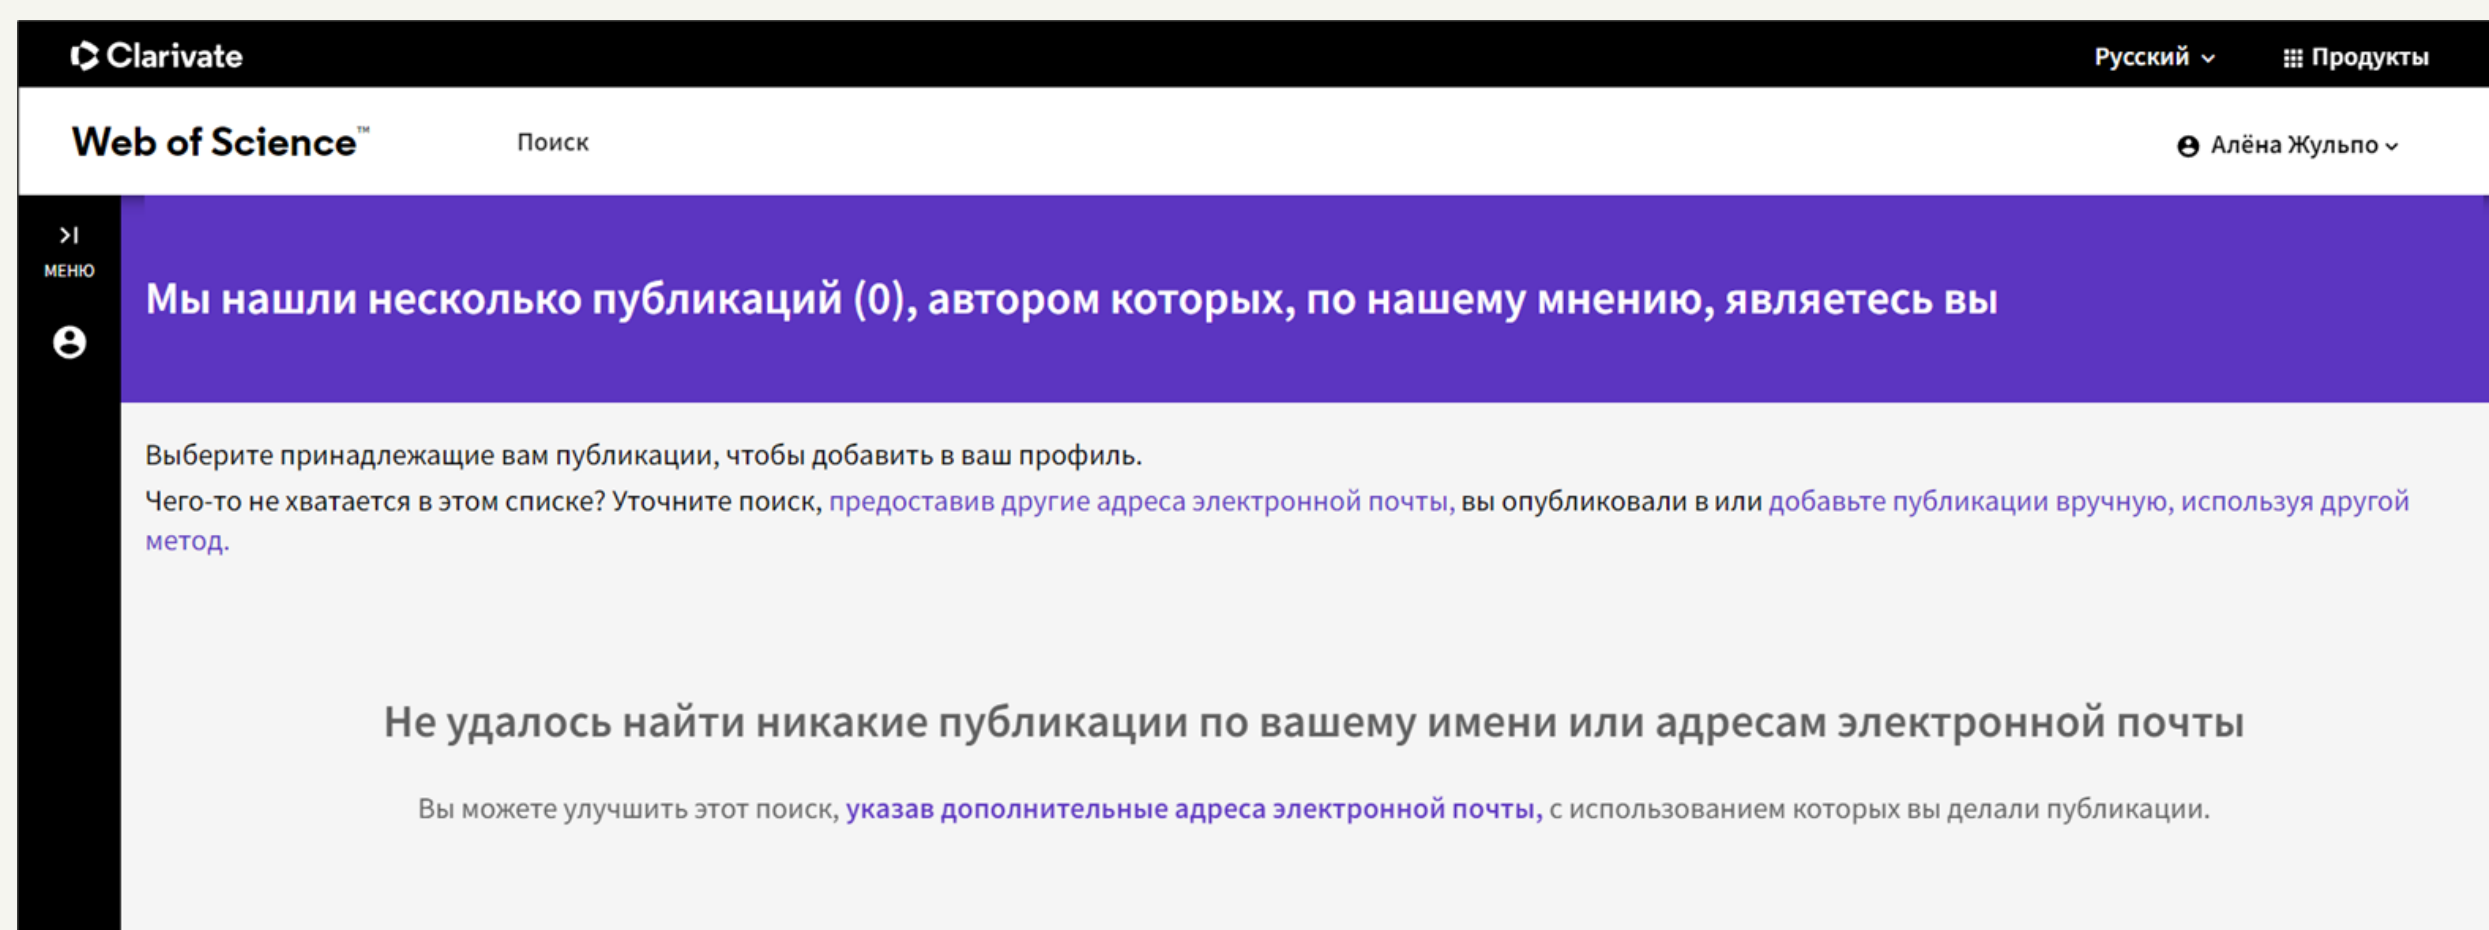 Clarivate
Русский
Продукты
Web of Science™
Поиск
Алёна Жульпо
МЕНЮ
Мы нашли несколько публикаций (0), автором которых, по нашему мнению, являетесь вы
Выберите принадлежащие вам публикации, чтобы добавить в ваш профиль.
Чего-то не хватается в этом списке? Уточните поиск, предоставив другие адреса электронной почты, вы опубликовали в или добавьте публикации вручную, используя другой
метод.
Не удалось найти никакие публикации по вашему имени или адресам электронной почты
Вы можете улучшить этот поиск, указав дополнительные адреса электронной почты, с использованием которых вы делали публикации.